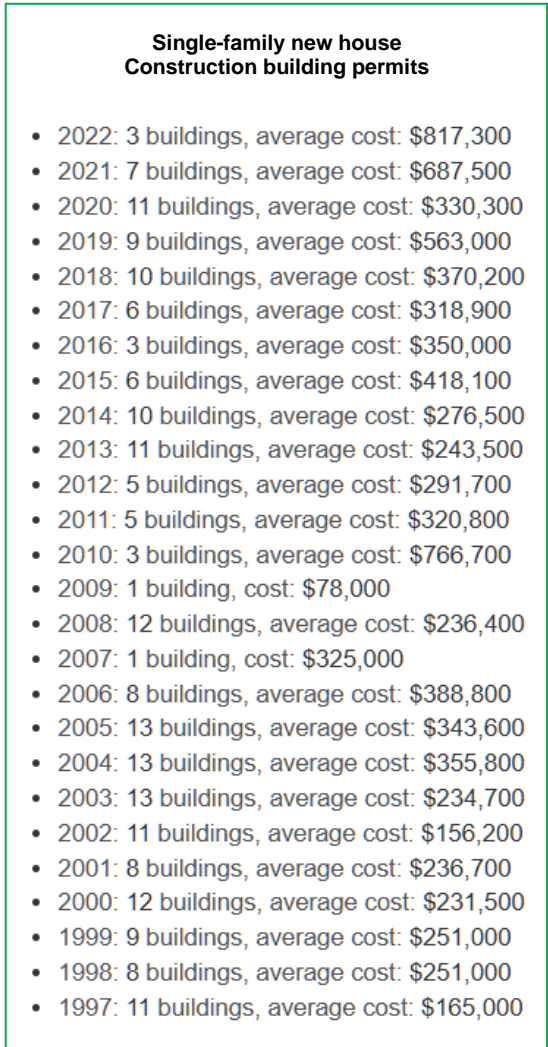 Single-family new house
Construction building permits
• 2022: 3 buildings, average cost: $817,300
• 2021: 7 buildings, average cost: $687,500
• 2020: 11 buildings, average cost: $330,300
• 2019: 9 buildings, average cost: $563,000
• 2018: 10 buildings, average cost: $370,200
• 2017: 6 buildings, average cost: $318,900
• 2016: 3 buildings, average cost: $350,000
• 2015: 6 buildings, average cost: $418,100
• 2014: 10 buildings, average cost: $276,500
• 2013: 11 buildings, average cost: $243,500
• 2012: 5 buildings, average cost: $291,700
• 2011: 5 buildings, average cost: $320,800
• 2010: 3 buildings, average cost: $766,700
• 2009: 1 building, cost: $78,000
• 2008: 12 buildings, average cost: $236,400
• 2007: 1 building, cost: $325,000
• 2006: 8 buildings, average cost: $388,800
• 2005: 13 buildings, average cost: $343,600
• 2004: 13 buildings, average cost: $355,800
• 2003: 13 buildings, average cost: $234,700
• 2002: 11 buildings, average cost: $156,200
• 2001: 8 buildings, average cost: $236,700
• 2000: 12 buildings, average cost: $231,500
• 1999: 9 buildings, average cost: $251,000
• 1998: 8 buildings, average cost: $251,000
• 1997: 11 buildings, average cost: $165,000